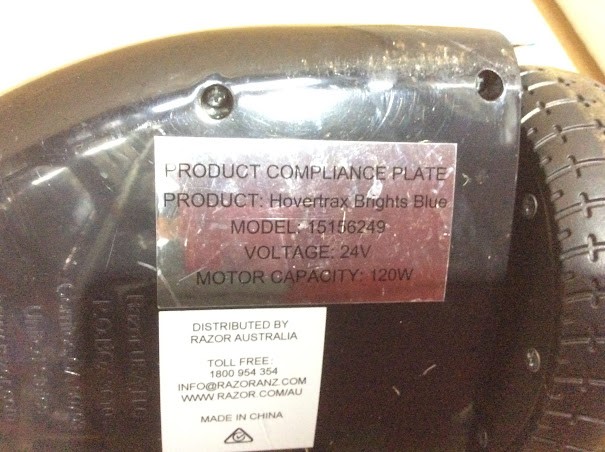 PRODUCT COMPLIANCE PLATE
PRODUCT: Hovertrax Brights Blue
MODEL: 15156249
VOLTAGE: 24V
MOTOR CAPACITY: 120W
DISTRIBUTED BY
RAZOR AUSTRALIA
TOLL FREE:
1800 954 354
INFO@RAZORANZ.COM
WWW RAZOR.COM/AU
MADE IN CHINA